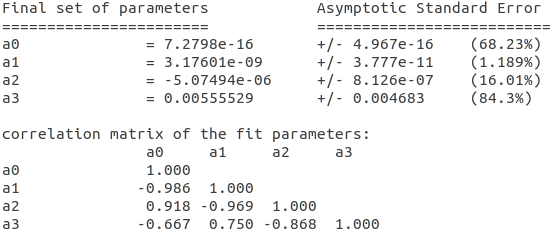 Final set of parameters Asymptotic Standard Error
======================= ==========================
a0 = 7.2798e-16 +/- 4.967e-16 (68.23%)
a1 = 3.17601e-09 +/- 3.777e-11 (1.189%)
a2 = -5.07494e-06 +/- 8.126e-07 (16.01%)
a3 = 0.00555529 +/- 0.004683 (84.3%)
correlation matrix of the fit parameters:
a0 a1 a2 a3
a0 1.000
a1 -0.986 1.000
a2 0.918 -0.969 1.000
a3 -0.667 0.750 -0.868 1.000